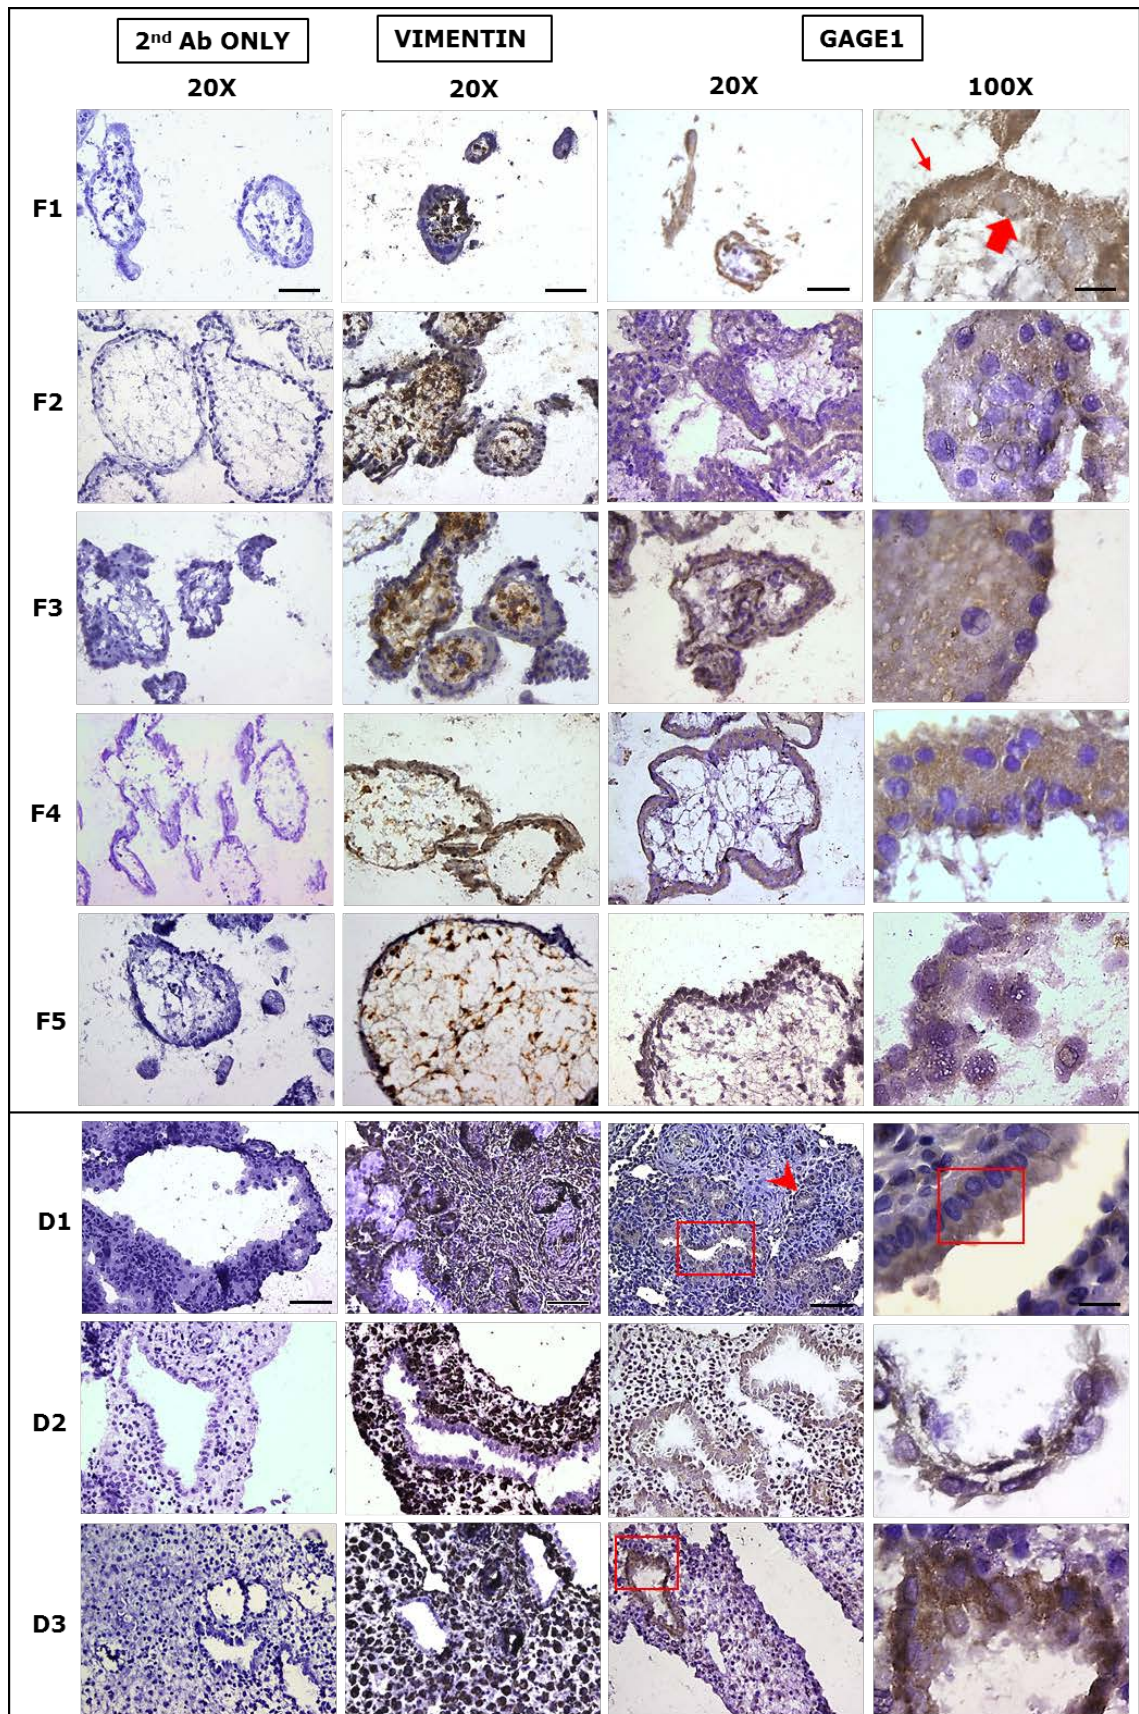 2nd Ab ONLY VIMENTIN GAGE1
20X 20X 20X 100X
F1
F2
F3
F4
F5
D1
D2
D3